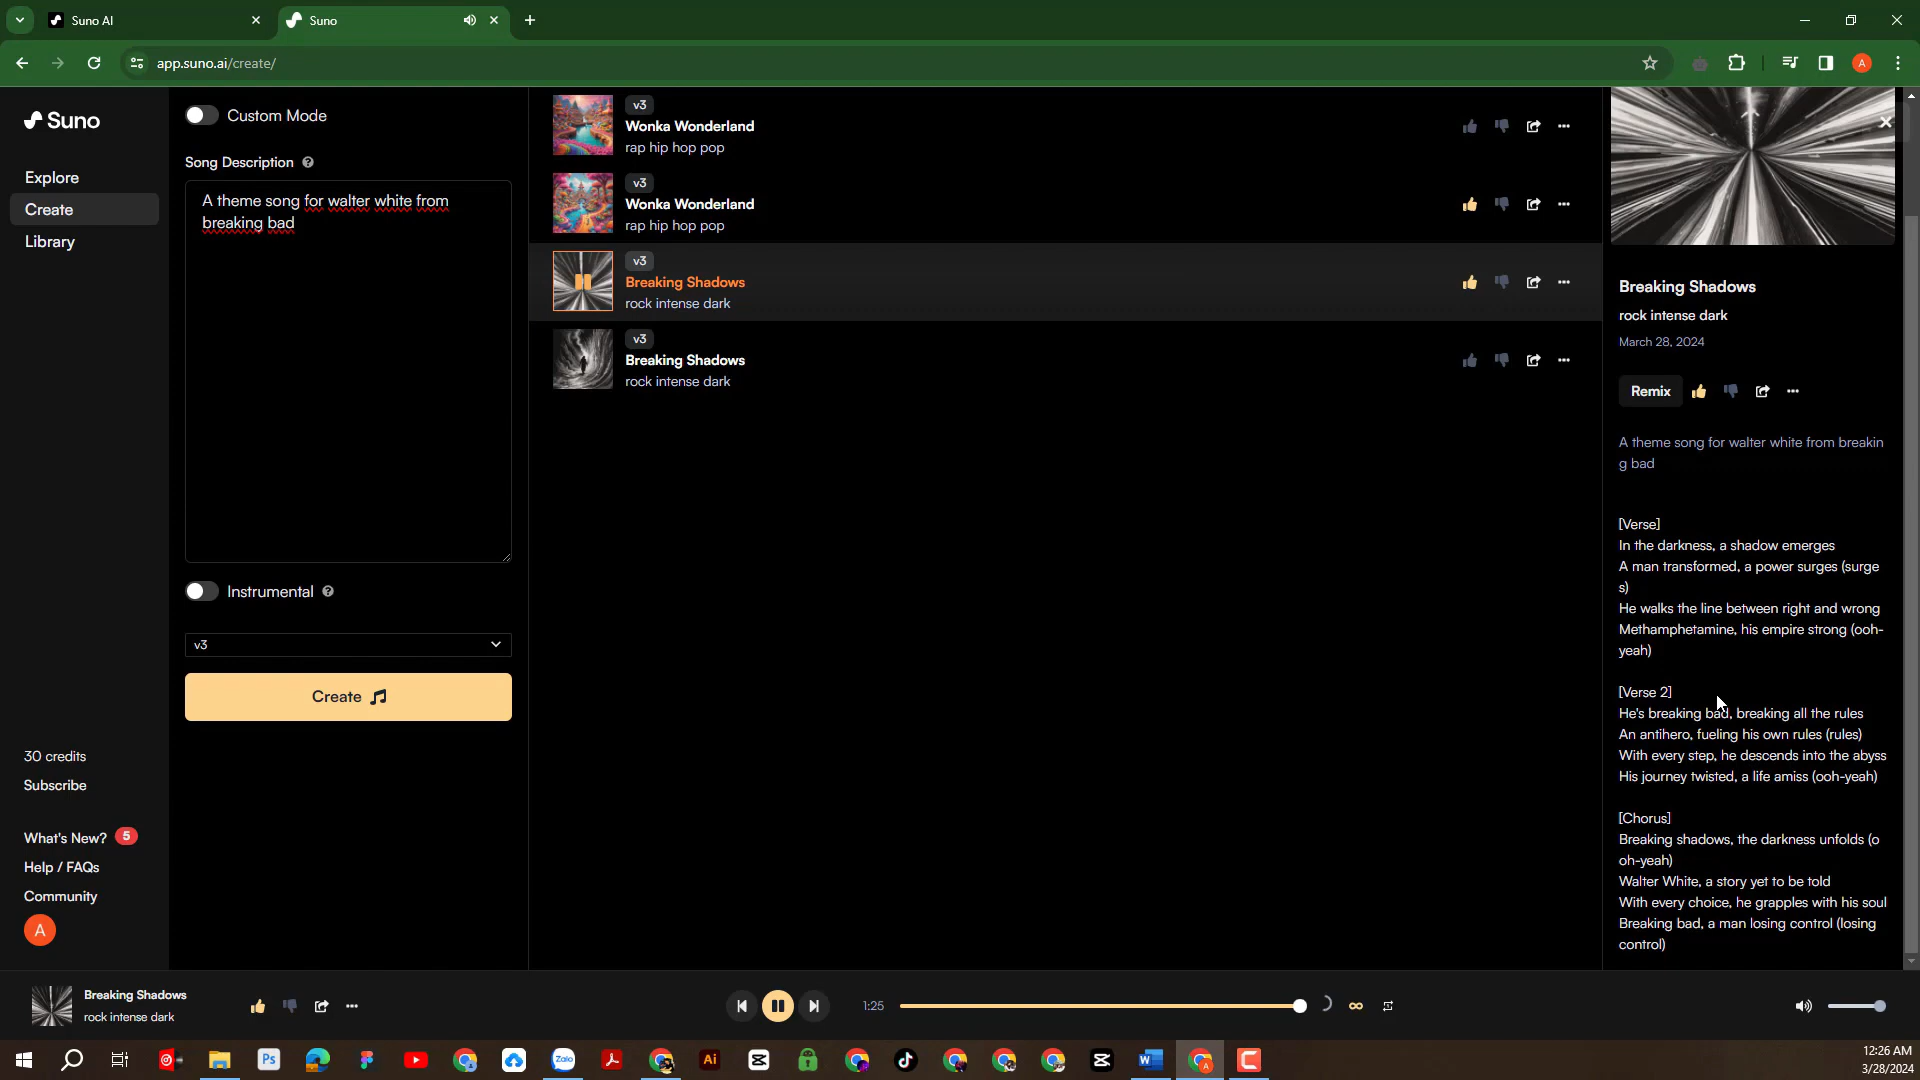 Suno AI
Suno
app.suno.ai/create/
A
Suno
Explore
Create
Library
30 credits
Subscribe
What's New? 5
Help / FAQs
Community
A
Custom Mode
Song Description
A theme song for walter white from
breaking bad
Instrumental
v3
Create
v3
Wonka Wonderland
rap hip hop pop
v3
Wonka Wonderland
rap hip hop pop
v3
Breaking Shadows
rock intense dark
v3
Breaking Shadows
rock intense dark
Breaking Shadows
rock intense dark
March 28, 2024
Remix
A theme song for walter white from breakin
g bad
[Verse]
In the darkness, a shadow emerges
A man transformed, a power surges (surge
s)
He walks the line between right and wrong
Methamphetamine, his empire strong (ooh-
yeah)
[Verse 2]
He's breaking bad, breaking all the rules
An antihero, fueling his own rules (rules)
With every step, he descends into the abyss
His journey twisted, a life amiss (ooh-yeah)
[Chorus]
Breaking shadows, the darkness unfolds (o
oh-yeah)
Walter White, a story yet to be told
With every choice, he grapples with his soul
Breaking bad, a man losing control (losing
control)
Breaking Shadows
rock intense dark
1:25
Ps
Zalo
Ai
W
A
12:26 AM
3/28/2024